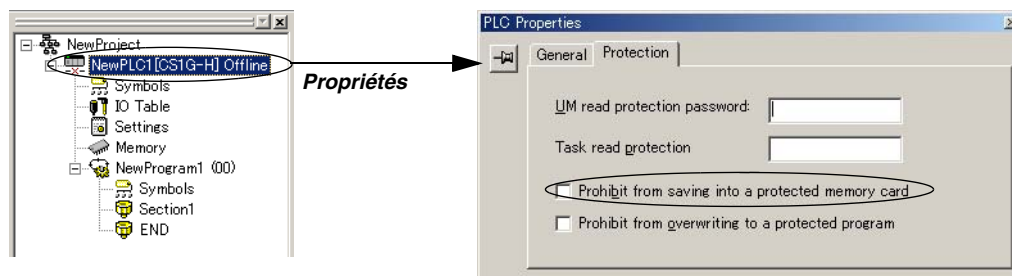 NewProject
NewPLC1[CS1G-H] Offline
Symbols
IO Table
Settings
Memory
NewProgram1 (00)
Symbols
Section1
END
Propriétés
PLC Properties
General
Protection
UM read protection password:
Task read protection
Prohibit from saving into a protected memory card
Prohibit from overwriting to a protected program